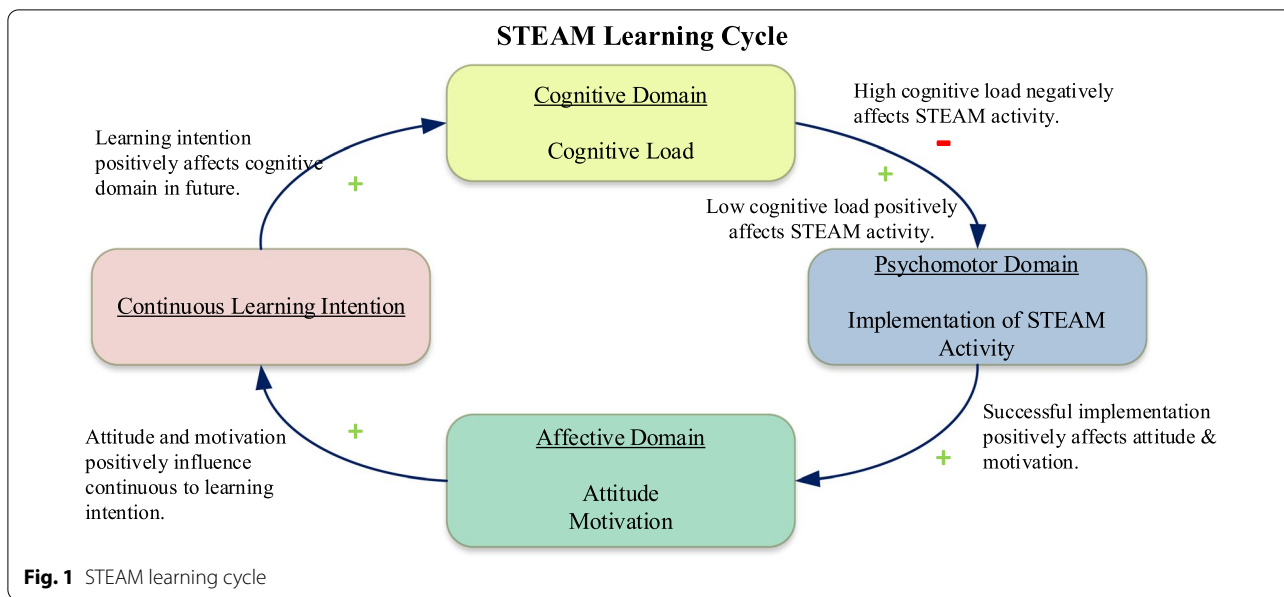 STEAM Learning Cycle
Cognitive Domain
Cognitive Load
High cognitive load negatively
affects STEAM activity.
-
+
Low cognitive load positively
affects STEAM activity.
Learning intention
positively affects cognitive
domain in future.
+
Continuous Learning Intention
Psychomotor Domain
Implementation of STEAM
Activity
Successful implementation
positively affects attitude &
motivation.
+
Affective Domain
Attitude
Motivation
+
Attitude and motivation
positively influence
continuous to learning
intention.
Fig. 1 STEAM learning cycle